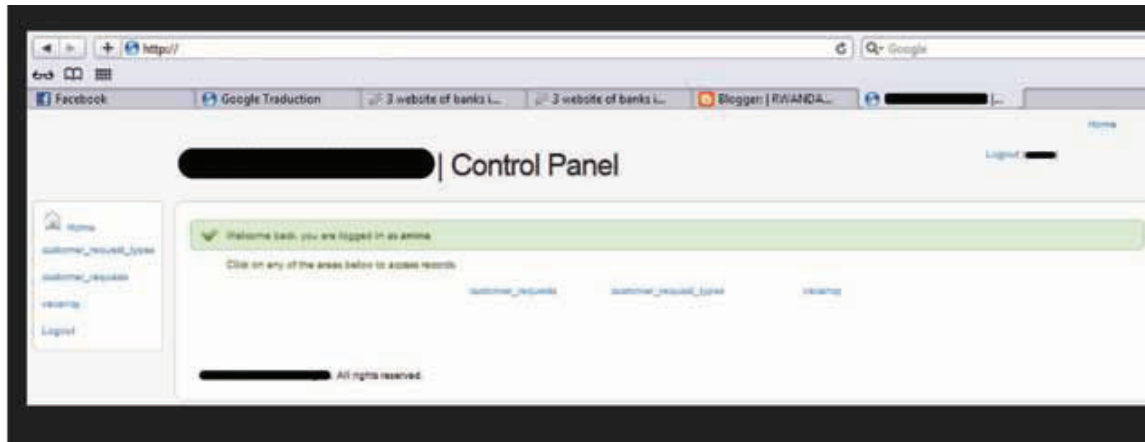 http://
Google
Facebook
Google Traduction
3 website of banks i...
3 website of banks i...
Blogger: | RWANDA...
|...
Home
| Control Panel
Logout
Home
customer_request_types
customer_requests
vacancy
Logout
Welcome back, you are logged in as amina
Click on any of the areas below to access records
customer_requests
customer_request_types
vacancy
All rights reserved.